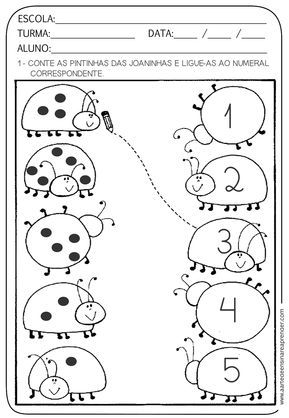 ESCOLA:
TURMA: DATA: / /
ALUNO:
1- CONTE AS PINTINHAS DAS JOANINHAS E LIGUE-AS AO NUMERAL
CORRESPONDENTE.
1
2
3
4
5
www.aartedeensinareaprender.com